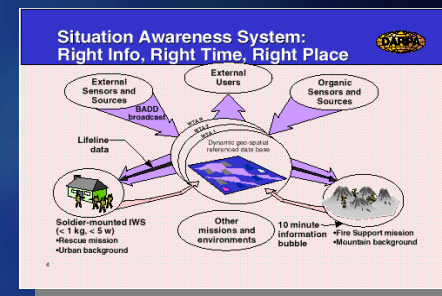 Situation Awareness System:
Right Info, Right Time, Right Place
DARPA
External
Sensors and
Sources
External
Users
Organic
Sensors and
Sources
BADD
broadcast
Lifeline
data
Dynamic geo-spatial
referenced data base
Soldier-mounted IWS
(< 1 kg, < 5 w)
•Rescue mission
•Urban background
Other
missions and
environments
10 minute
information
bubble
•Fire Support mission
•Mountain background
4